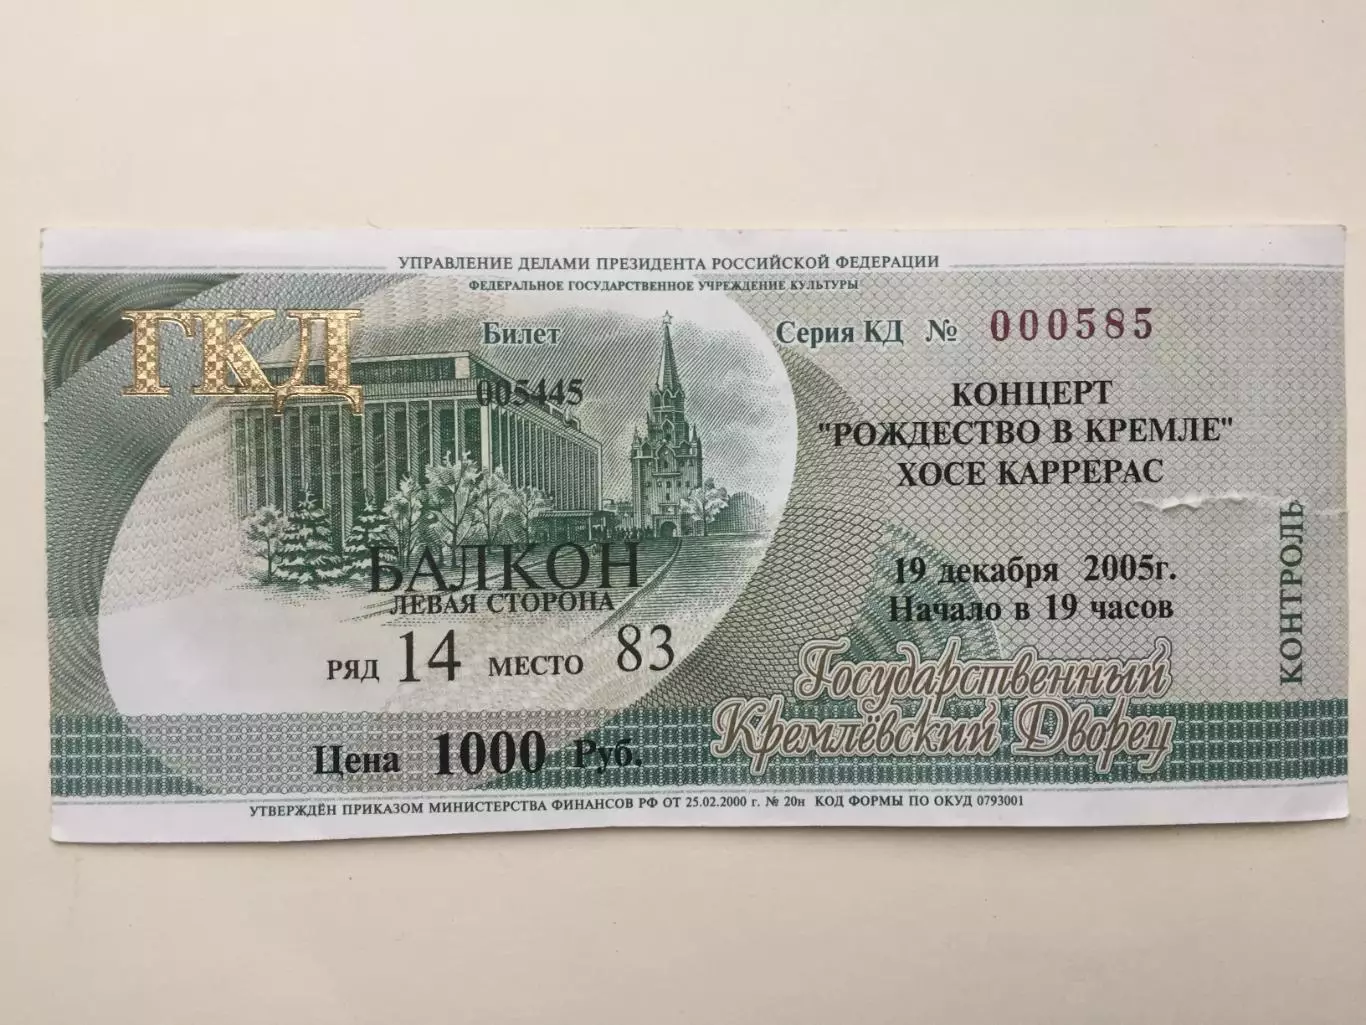 УПРАВЛЕНИЕ ДЕЛАМИ ПРЕЗИДЕНТА РОССИЙСКОЙ ФЕДЕРАЦИИ
ФЕДЕРАЛЬНОЕ ГОСУДАРСТВЕННОЕ УЧРЕЖДЕНИЕ КУЛЬТУРЫ
ГКД
Билет
005445
Серия КД № 000585
КОНЦЕРТ
"РОЖДЕСТВО В КРЕМЛЕ"
ХОСЕ КАРРЕРАС
19 декабря 2005г.
Начало в 19 часов
БАЛКОН
ЛЕВАЯ СТОРОНА
РЯД 14 МЕСТО 83
Цена 1000 Руб.
Государственный
Кремлёвский Дворец
КОНТРОЛЬ
УТВЕРЖДЁН ПРИКАЗОМ МИНИСТЕРСТВА ФИНАНСОВ РФ ОТ 25.02.2000 г. № 20н КОД ФОРМЫ ПО ОКУД 0793001